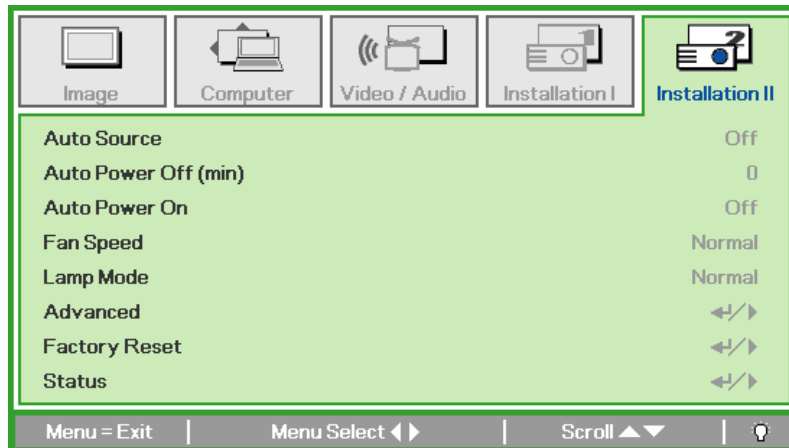 Image Computer Video / Audio Installation I Installation II
Auto Source Off
Auto Power Off (min) 0
Auto Power On Off
Fan Speed Normal
Lamp Mode Normal
Advanced
Factory Reset
Status
Menu = Exit Menu Select Scroll